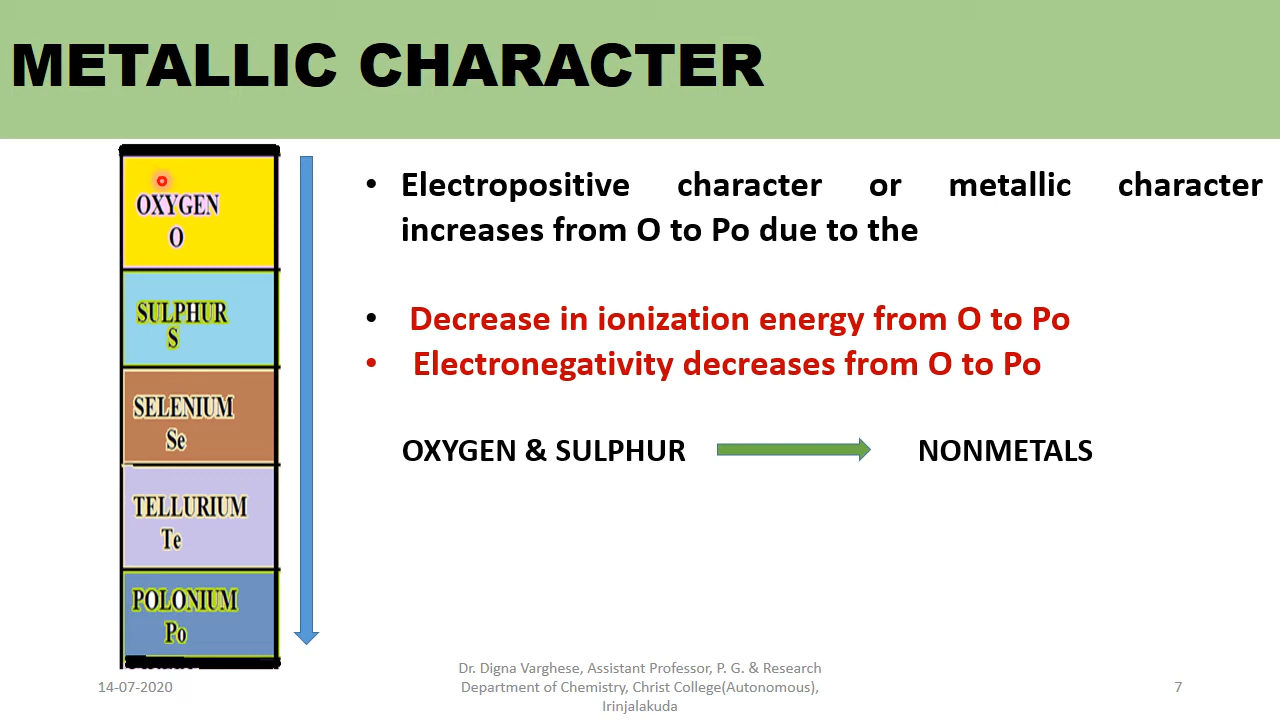 METALLIC CHARACTER
OXYGEN
O
SULPHUR
S
SELENIUM
Se
TELLURIUM
Te
POLONIUM
Po
• Electropositive character or metallic character
increases from O to Po due to the
• Decrease in ionization energy from O to Po
• Electronegativity decreases from O to Po
OXYGEN & SULPHUR NONMETALS
14-07-2020
Dr. Digna Varghese, Assistant Professor, P. G. & Research
Department of Chemistry, Christ College(Autonomous),
Irinjalakuda
7